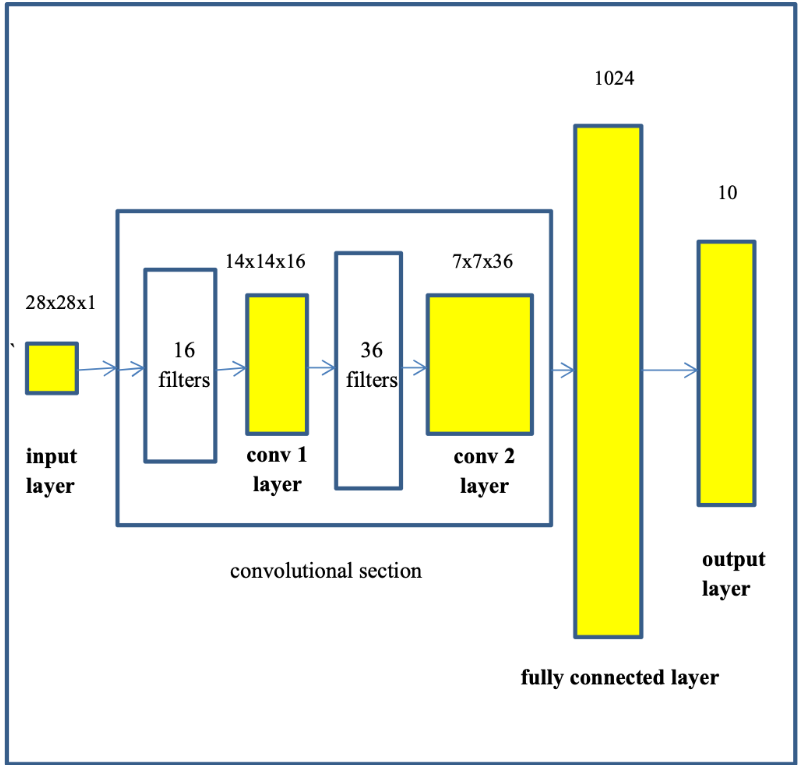 1024
10
14x14x16
7x7x36
28x28x1
`
16
filters
36
filters
input
layer
conv 1
layer
conv 2
layer
convolutional section
output
layer
fully connected layer